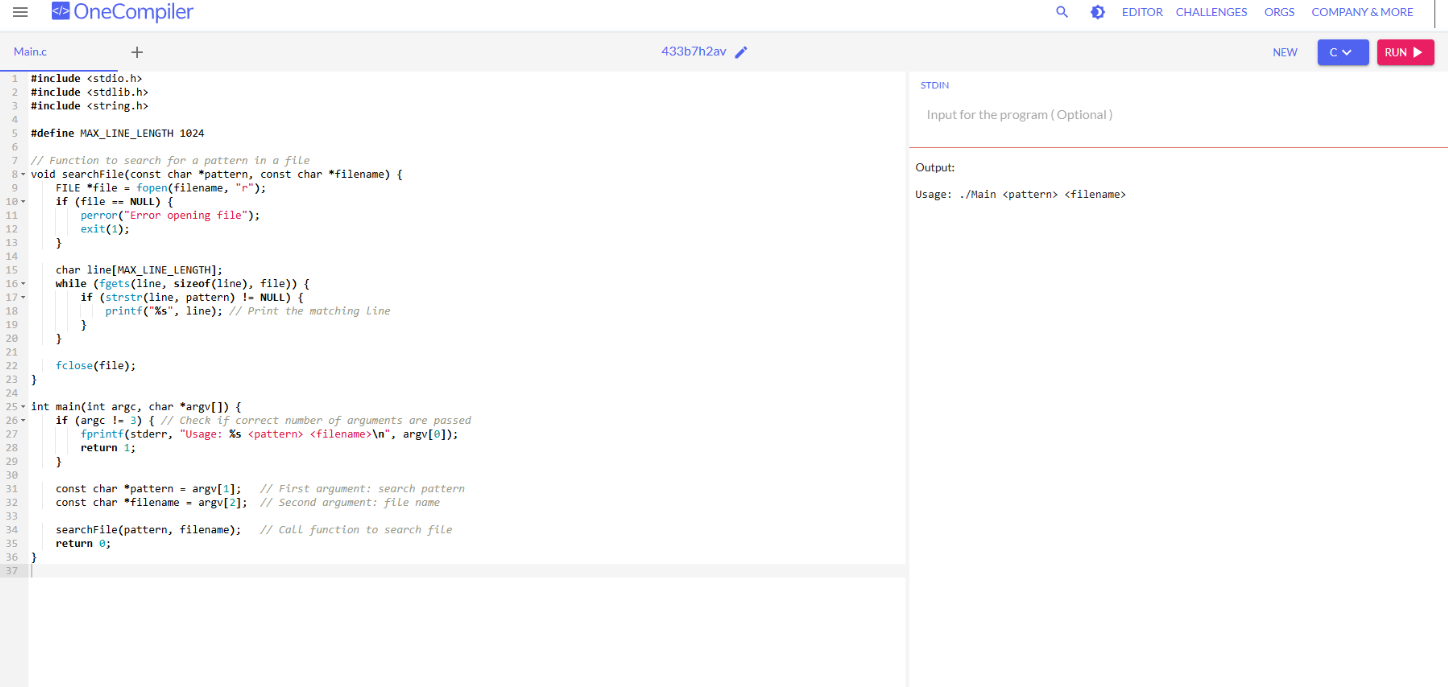 </> OneCompiler
EDITOR CHALLENGES ORGS COMPANY & MORE
Main.c + 433b7h2av NEW C RUN
1 #include <stdio.h>
2 #include <stdlib.h>
3 #include <string.h>
4
5 #define MAX_LINE_LENGTH 1024
6
7 // Function to search for a pattern in a file
8 void searchFile(const char *pattern, const char *filename) {
9     FILE *file = fopen(filename, "r");
10     if (file == NULL) {
11         perror("Error opening file");
12         exit(1);
13     }
14
15     char line[MAX_LINE_LENGTH];
16     while (fgets(line, sizeof(line), file)) {
17         if (strstr(line, pattern) != NULL) {
18             printf("%s", line); // Print the matching line
19         }
20     }
21
22     fclose(file);
23 }
24
25 int main(int argc, char *argv[]) {
26     if (argc != 3) { // Check if correct number of arguments are passed
27         fprintf(stderr, "Usage: %s <pattern> <filename>\n", argv[0]);
28         return 1;
29     }
30
31     const char *pattern = argv[1];   // First argument: search pattern
32     const char *filename = argv[2];  // Second argument: file name
33
34     searchFile(pattern, filename);   // Call function to search file
35     return 0;
36 }
37
STDIN
Input for the program ( Optional )
Output:
Usage: ./Main <pattern> <filename>